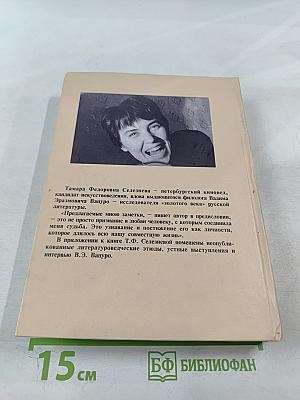 Тамара Федоровна Селезнева – петербургский киновед,
кандидат искусствоведения, вдова выдающегося филолога Вадима
Эразмовича Вацуро – исследователя «золотого века» русской
литературы.
«Предлагаемые мною заметки, – пишет автор в предисловии,
– это не просто признание в любви человеку, с которым соединила
меня судьба. Это узнавание и постижение его как личности,
которое длилось всю нашу совместную жизнь».
В приложении к книге Т.Ф. Селезневой помещены неопубли-
кованные литературоведческие этюды, устные выступления и
интервью В.Э. Вацуро.
15 см
БФ БИБЛИОФАН